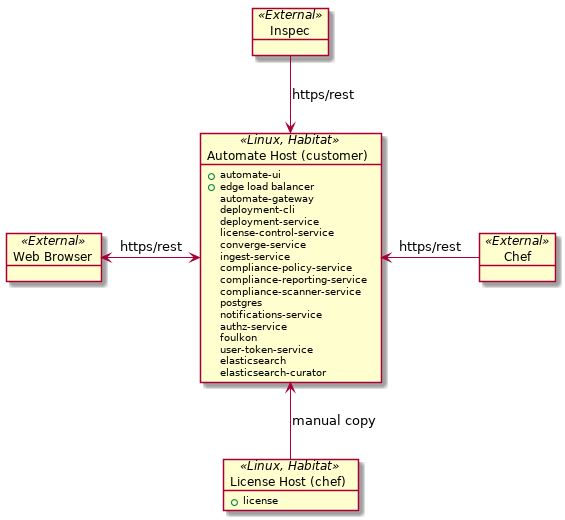 «External»
Inspec
https/rest
«Linux, Habitat»
Automate Host (customer)
automate-ui
edge load balancer
automate-gateway
deployment-cli
deployment-service
license-control-service
converge-service
ingest-service
compliance-policy-service
compliance-reporting-service
compliance-scanner-service
postgres
notifications-service
authz-service
foulkon
user-token-service
elasticsearch
elasticsearch-curator
«External»
Web Browser
https/rest
https/rest
«External»
Chef
manual copy
«Linux, Habitat»
License Host (chef)
license